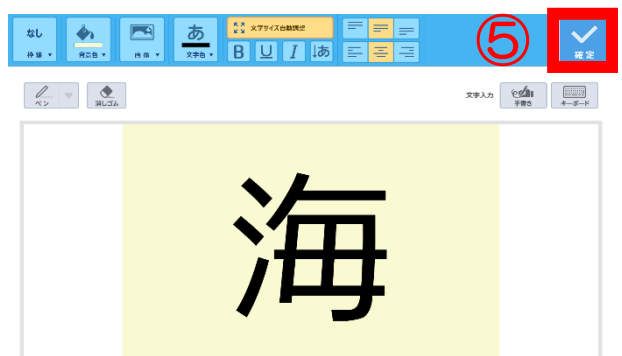 なし
枠線 ▼
背景色 ▼
画像 ▼
あ
文字色 ▼
文字サイズ自動調整
B U I ↓あ
⑤
確定
ペン
消しゴム
文字入力
手書き
キーボード
海